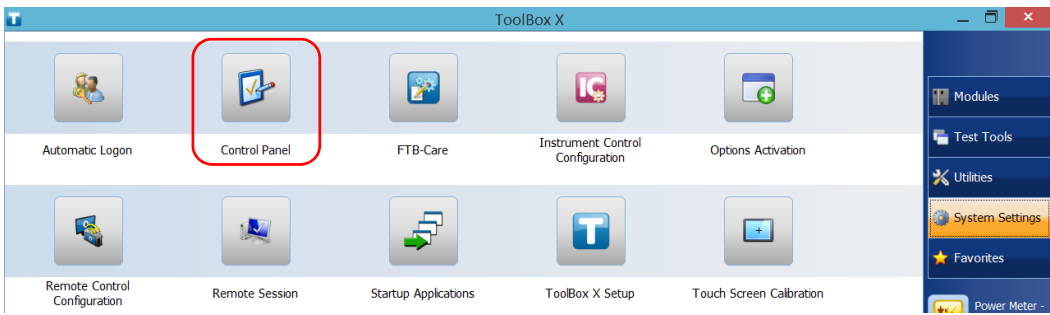 ToolBox X
Automatic Logon
Control Panel
FTB-Care
Instrument Control
Configuration
Options Activation
Remote Control
Configuration
Remote Session
Startup Applications
ToolBox X Setup
Touch Screen Calibration
Modules
Test Tools
Utilities
System Settings
Favorites
Power Meter -